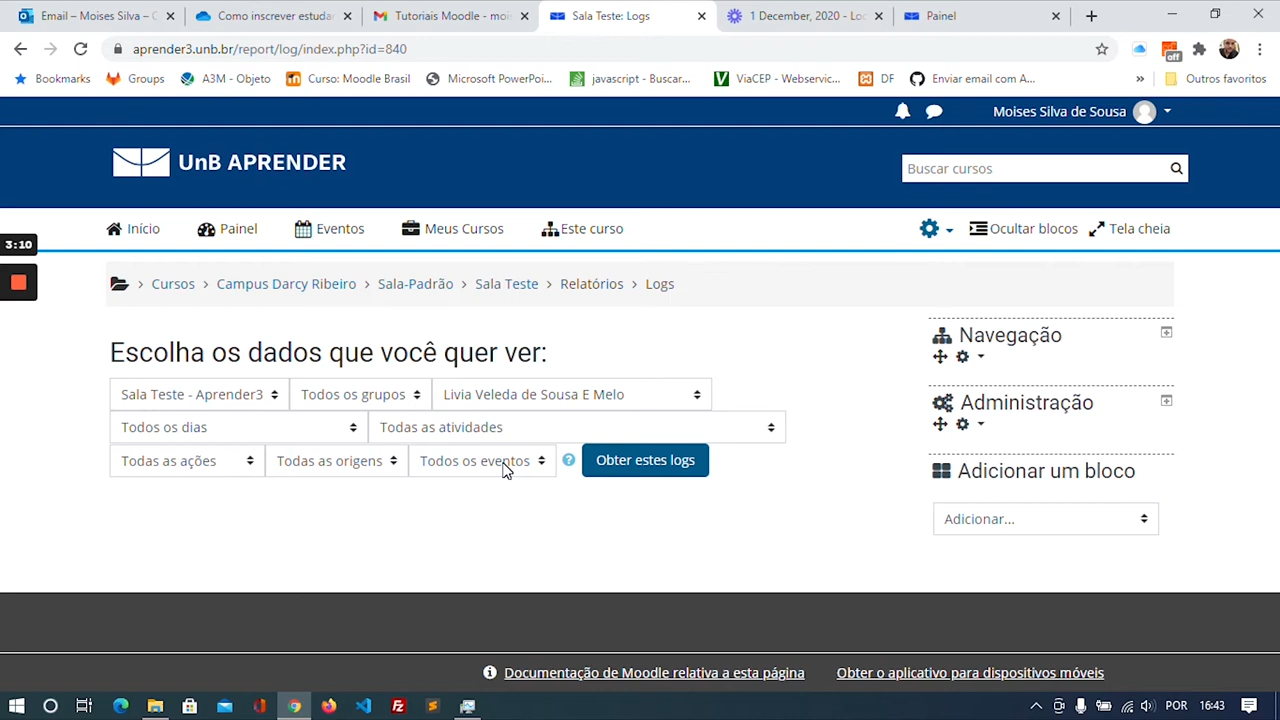 Email – Moises Silva – C
Como inscrever estuda
Tutoriais Moodle - moi
Sala Teste: Logs
1 December, 2020 - Loo
Painel
aprender3.unb.br/report/log/index.php?id=840
off
Bookmarks
Groups
A3M - Objeto
Curso: Moodle Brasil
Microsoft PowerPoi...
javascript - Buscar...
ViaCEP - Webservic...
DF
Enviar email com A...
»
Outros favoritos
Moises Silva de Sousa
UnB APRENDER
Buscar cursos
Início
Painel
Eventos
Meus Cursos
Este curso
Ocultar blocos
Tela cheia
3:10
Cursos › Campus Darcy Ribeiro › Sala-Padrão › Sala Teste › Relatórios › Logs
Escolha os dados que você quer ver:
Sala Teste - Aprender3
Todos os grupos
Livia Veleda de Sousa E Melo
Todos os dias
Todas as atividades
Todas as ações
Todas as origens
Todos os eventos
Obter estes logs
Navegação
Administração
Adicionar um bloco
Adicionar...
Documentação de Moodle relativa a esta página
Obter o aplicativo para dispositivos móveis
POR
16:43